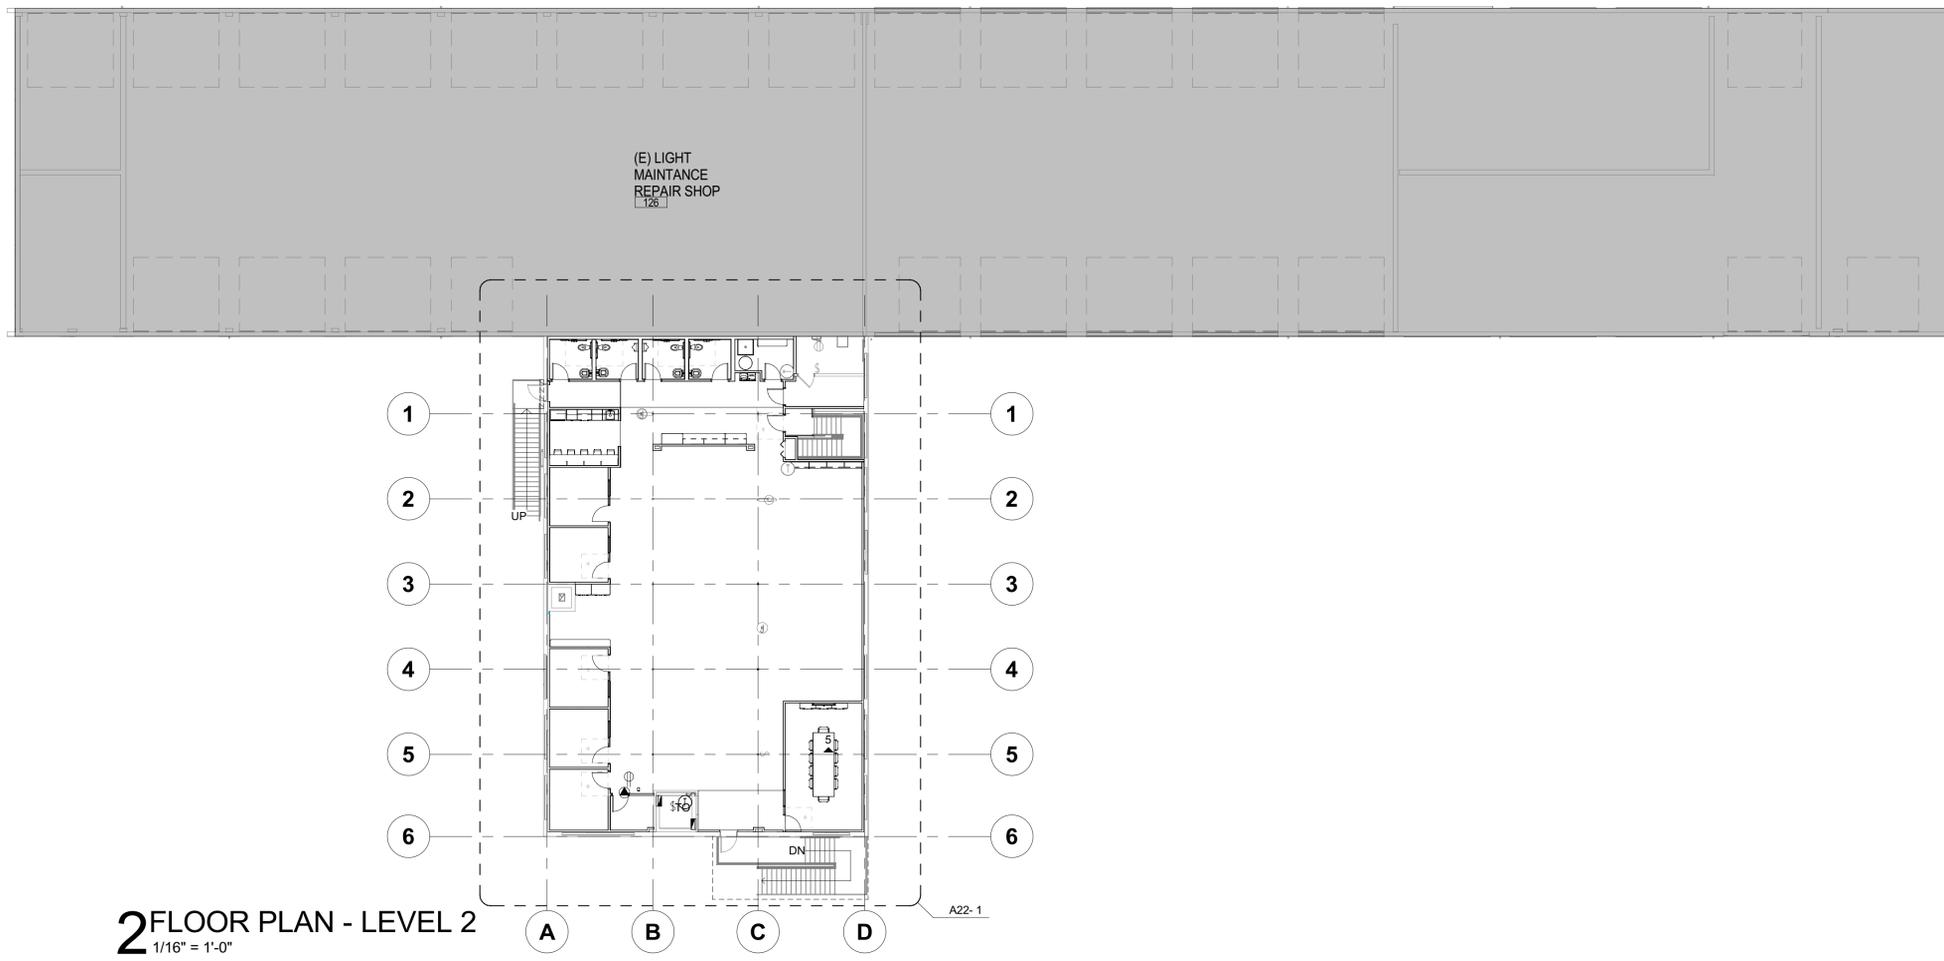 (E) LIGHT
MAINTANCE
REPAIR SHOP
126
1
1
2
2
UP
3
3
4
4
5
5
5
$TO
6
6
DN
A22- 1
A
B
C
D
2
FLOOR PLAN - LEVEL 2
1/16" = 1'-0"